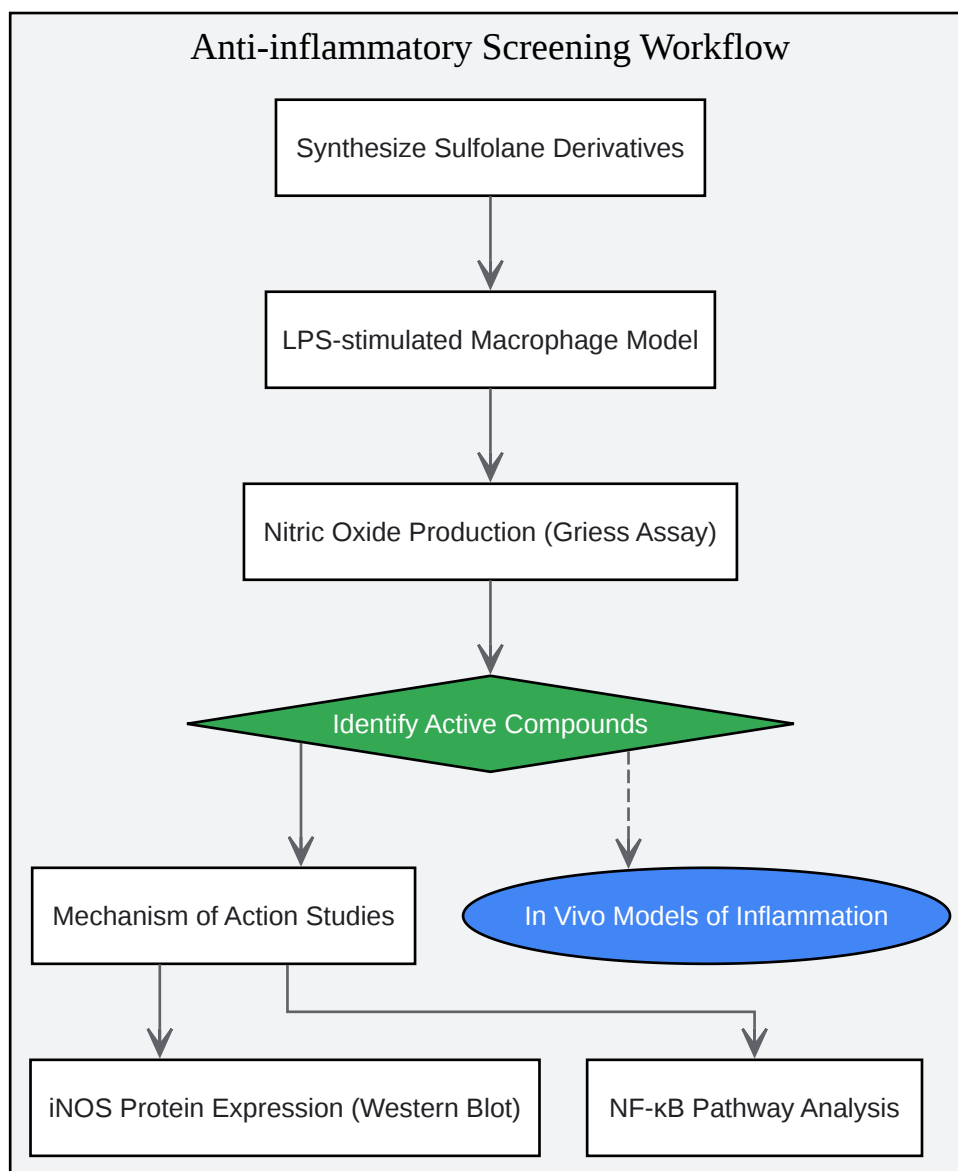 Anti-inflammatory Screening Workflow
Synthesize Sulfolane Derivatives
LPS-stimulated Macrophage Model
Nitric Oxide Production (Griess Assay)
Identify Active Compounds
Mechanism of Action Studies
In Vivo Models of Inflammation
iNOS Protein Expression (Western Blot)
NF-κB Pathway Analysis